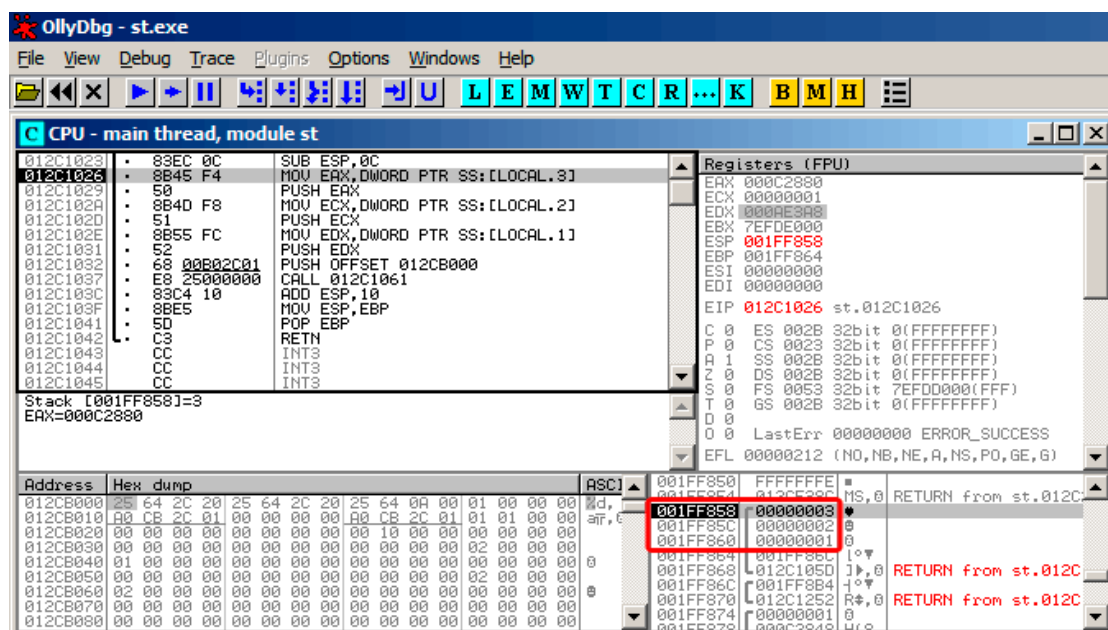 OllyDbg - st.exe
File View Debug Trace Plugins Options Windows Help
L E M W T C R ... K B M H
C CPU - main thread, module st
012C1023 . 83EC 0C SUB ESP,0C
012C1026 . 8B45 F4 MOV EAX,DWORD PTR SS:[LOCAL.3]
012C1029 . 50 PUSH EAX
012C102A . 8B4D F8 MOV ECX,DWORD PTR SS:[LOCAL.2]
012C102D . 51 PUSH ECX
012C102E . 8B55 FC MOV EDX,DWORD PTR SS:[LOCAL.1]
012C1031 . 52 PUSH EDX
012C1032 . 68 00B02C01 PUSH OFFSET 012CB000
012C1037 . E8 25000000 CALL 012C1061
012C103C . 83C4 10 ADD ESP,10
012C103F . 8BE5 MOV ESP,EBP
012C1041 . 5D POP EBP
012C1042 . C3 RETN
012C1043 CC INT3
012C1044 CC INT3
012C1045 CC INT3
Stack [001FF858]=3
EAX=000C2880
Registers (FPU)
EAX 000C2880
ECX 00000001
EDX 000AE3A8
EBX 7EFDE000
ESP 001FF858
EBP 001FF864
ESI 00000000
EDI 00000000
EIP 012C1026 st.012C1026
C 0 ES 002B 32bit 0(FFFFFFFF)
P 0 CS 0023 32bit 0(FFFFFFFF)
A 1 SS 002B 32bit 0(FFFFFFFF)
Z 0 DS 002B 32bit 0(FFFFFFFF)
S 0 FS 0053 32bit 7EFDD000(FFF)
T 0 GS 002B 32bit 0(FFFFFFFF)
D 0
O 0 LastErr 00000000 ERROR_SUCCESS
EFL 00000212 (NO,NB,NE,A,NS,PO,GE,G)
Address Hex dump ASCI
012CB000 25 64 2C 20 25 64 2C 20 25 64 0A 00 01 00 00 00 %d,
012CB010 A0 CB 2C 01 00 00 00 00 A0 CB 2C 01 01 01 00 00
012CB020 00 00 00 00 00 00 00 00 00 10 00 00 00 00 00 00
012CB030 00 00 00 00 00 00 00 00 00 00 00 00 02 00 00 00
012CB040 01 00 00 00 00 00 00 00 00 00 00 00 00 00 00 00
012CB050 00 00 00 00 00 00 00 00 00 00 00 00 02 00 00 00
012CB060 02 00 00 00 00 00 00 00 00 00 00 00 00 00 00 00
012CB070 00 00 00 00 00 00 00 00 00 00 00 00 00 00 00 00
012CB080 00 00 00 00 00 00 00 00 00 00 00 00 00 00 00 00
001FF850 FFFFFFFE
RETURN from st.012C
001FF858 00000003
001FF85C 00000002
001FF860 00000001
001FF864
001FF868 012C105D RETURN from st.012C
001FF86C 001FF8B4
001FF870 012C1252 RETURN from st.012C
001FF874 00000001